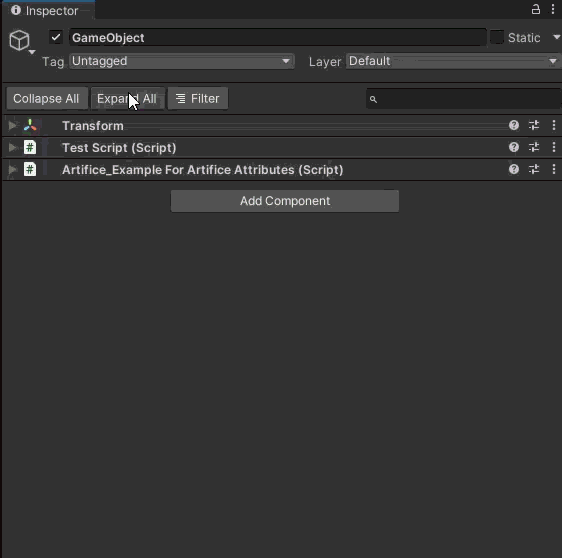 Inspector
GameObject Static
Tag Untagged Layer Default
Collapse All Expand All Filter
Transform
# Test Script (Script)
# Artifice_Example For Artifice Attributes (Script)
Add Component